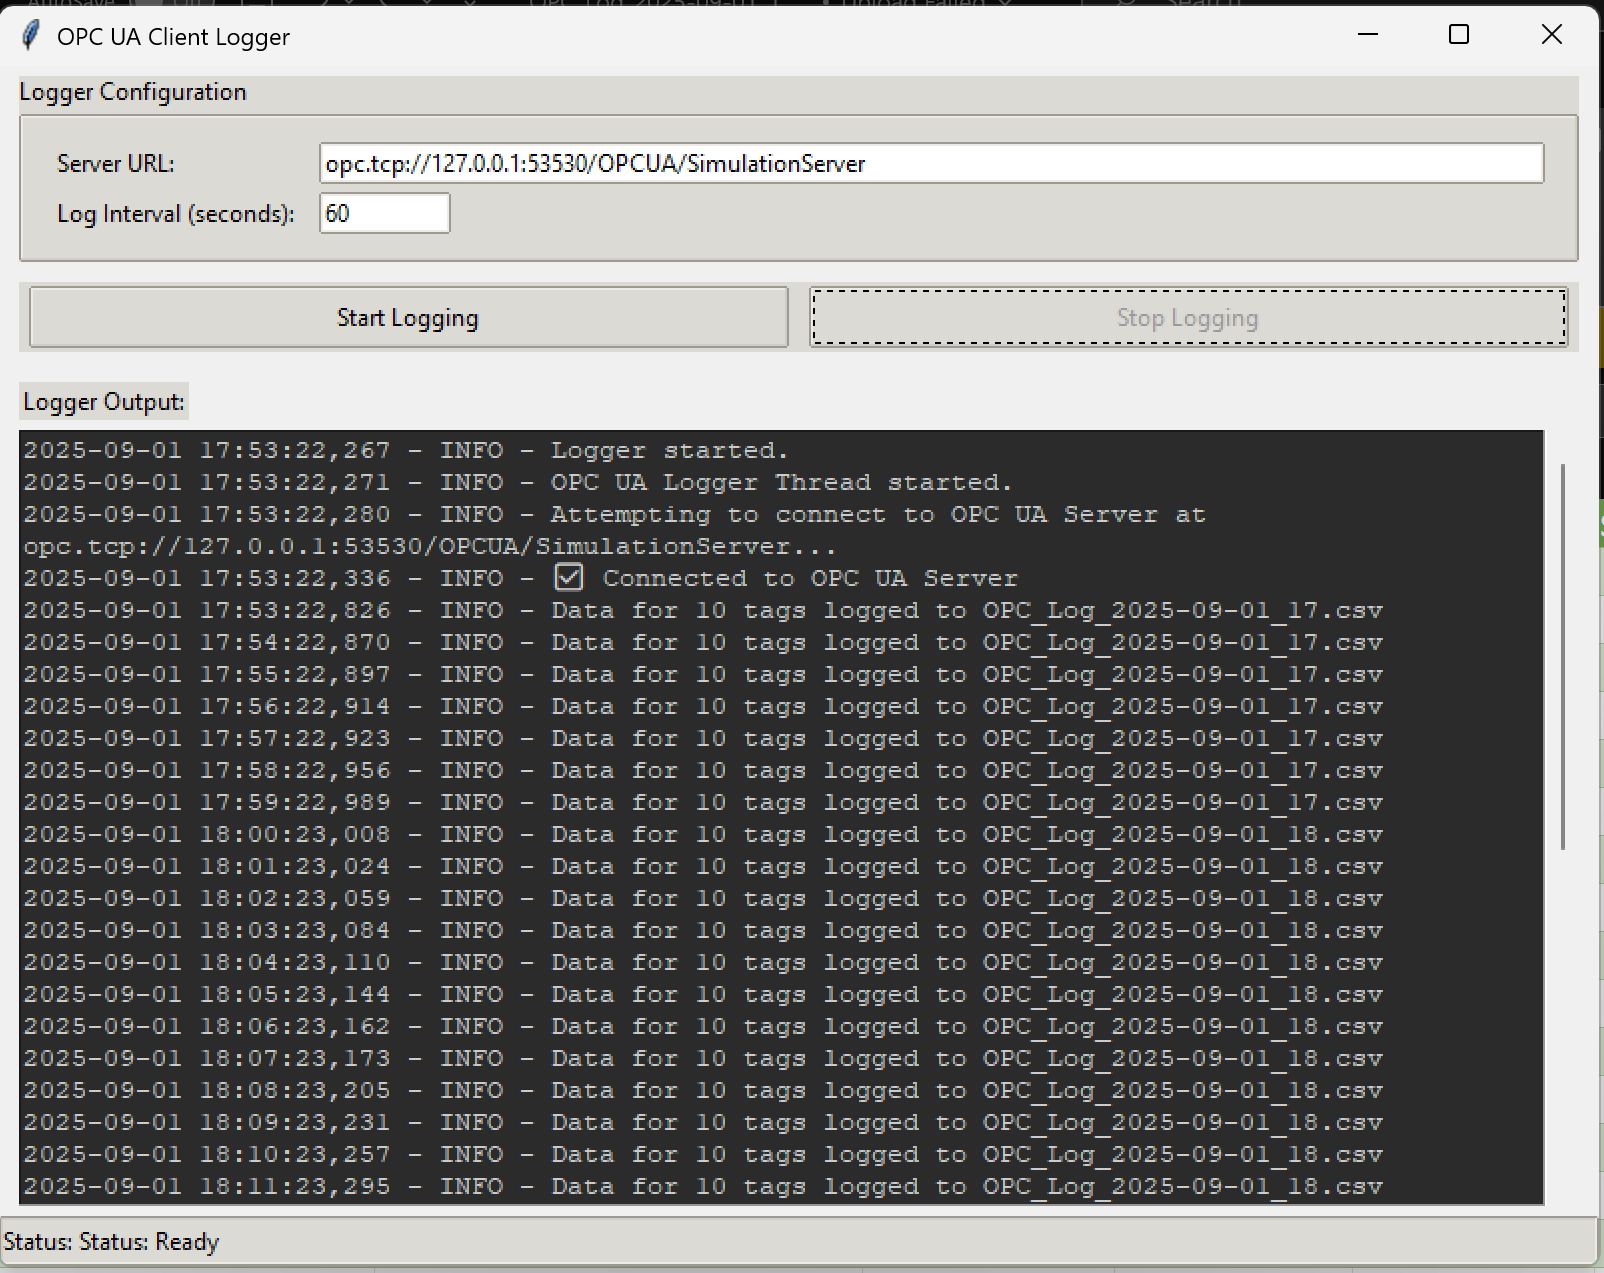 OPC UA Client Logger
Logger Configuration
Server URL: opc.tcp://127.0.0.1:53530/OPCUA/SimulationServer
Log Interval (seconds): 60
Start Logging Stop Logging
Logger Output:
2025-09-01 17:53:22,267 - INFO - Logger started.
2025-09-01 17:53:22,271 - INFO - OPC UA Logger Thread started.
2025-09-01 17:53:22,280 - INFO - Attempting to connect to OPC UA Server at
opc.tcp://127.0.0.1:53530/OPCUA/SimulationServer...
2025-09-01 17:53:22,336 - INFO - ☑ Connected to OPC UA Server
2025-09-01 17:53:22,826 - INFO - Data for 10 tags logged to OPC_Log_2025-09-01_17.csv
2025-09-01 17:54:22,870 - INFO - Data for 10 tags logged to OPC_Log_2025-09-01_17.csv
2025-09-01 17:55:22,897 - INFO - Data for 10 tags logged to OPC_Log_2025-09-01_17.csv
2025-09-01 17:56:22,914 - INFO - Data for 10 tags logged to OPC_Log_2025-09-01_17.csv
2025-09-01 17:57:22,923 - INFO - Data for 10 tags logged to OPC_Log_2025-09-01_17.csv
2025-09-01 17:58:22,956 - INFO - Data for 10 tags logged to OPC_Log_2025-09-01_17.csv
2025-09-01 17:59:22,989 - INFO - Data for 10 tags logged to OPC_Log_2025-09-01_17.csv
2025-09-01 18:00:23,008 - INFO - Data for 10 tags logged to OPC_Log_2025-09-01_18.csv
2025-09-01 18:01:23,024 - INFO - Data for 10 tags logged to OPC_Log_2025-09-01_18.csv
2025-09-01 18:02:23,059 - INFO - Data for 10 tags logged to OPC_Log_2025-09-01_18.csv
2025-09-01 18:03:23,084 - INFO - Data for 10 tags logged to OPC_Log_2025-09-01_18.csv
2025-09-01 18:04:23,110 - INFO - Data for 10 tags logged to OPC_Log_2025-09-01_18.csv
2025-09-01 18:05:23,144 - INFO - Data for 10 tags logged to OPC_Log_2025-09-01_18.csv
2025-09-01 18:06:23,162 - INFO - Data for 10 tags logged to OPC_Log_2025-09-01_18.csv
2025-09-01 18:07:23,173 - INFO - Data for 10 tags logged to OPC_Log_2025-09-01_18.csv
2025-09-01 18:08:23,205 - INFO - Data for 10 tags logged to OPC_Log_2025-09-01_18.csv
2025-09-01 18:09:23,231 - INFO - Data for 10 tags logged to OPC_Log_2025-09-01_18.csv
2025-09-01 18:10:23,257 - INFO - Data for 10 tags logged to OPC_Log_2025-09-01_18.csv
2025-09-01 18:11:23,295 - INFO - Data for 10 tags logged to OPC_Log_2025-09-01_18.csv
Status: Status: Ready